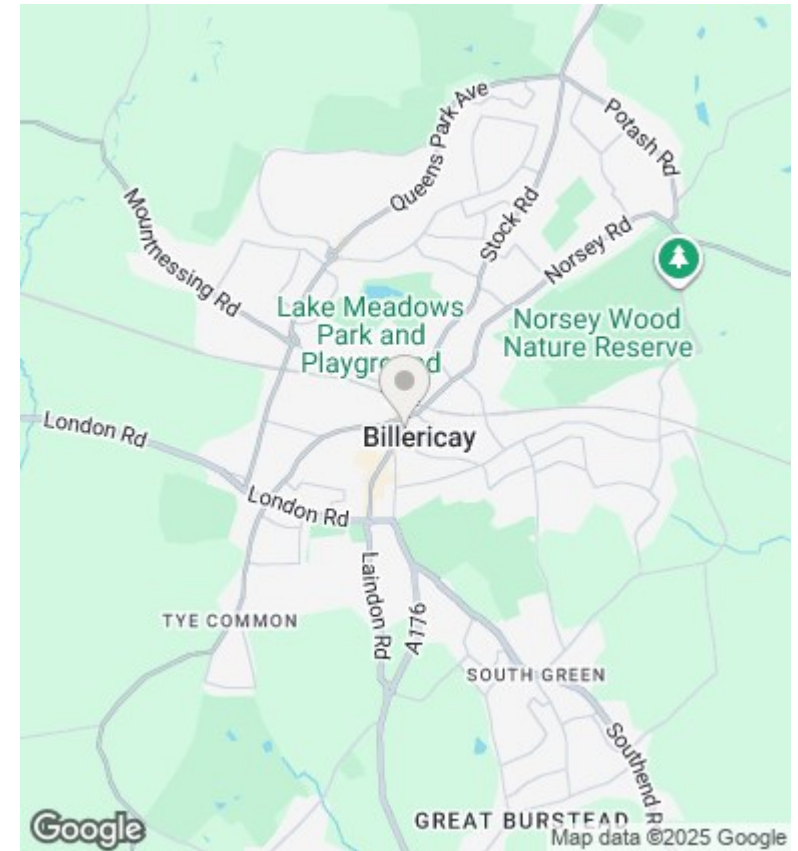 Queens Park Ave
Potash Rd
Mountnessing Rd
Stock Rd
Norsey Rd
Lake Meadows
Park and
Playground
Norsey Wood
Nature Reserve
London Rd
Billericay
London Rd
Laindon Rd
A176
TYE COMMON
SOUTH GREEN
Southend R
GREAT BURSTEAD
Google
Map data ©2025 Google